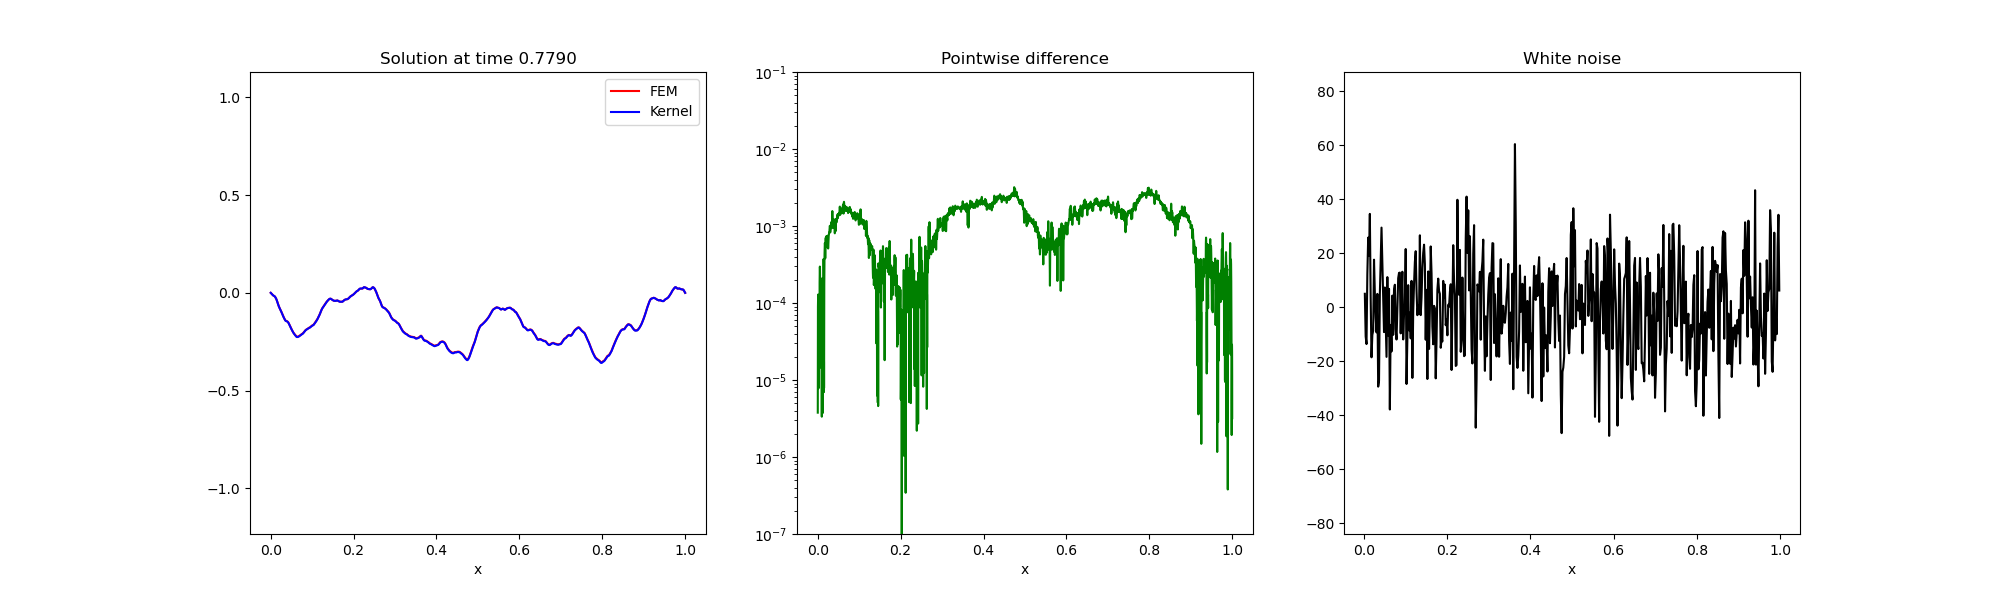 Solution at time 0.7790
FEM
Kernel
1.0
0.5
0.0
−0.5
−1.0
0.0 0.2 0.4 0.6 0.8 1.0
x
Pointwise difference
10⁻¹
10⁻²
10⁻³
10⁻⁴
10⁻⁵
10⁻⁶
10⁻⁷
0.0 0.2 0.4 0.6 0.8 1.0
x
White noise
80
60
40
20
0
−20
−40
−60
−80
0.0 0.2 0.4 0.6 0.8 1.0
x